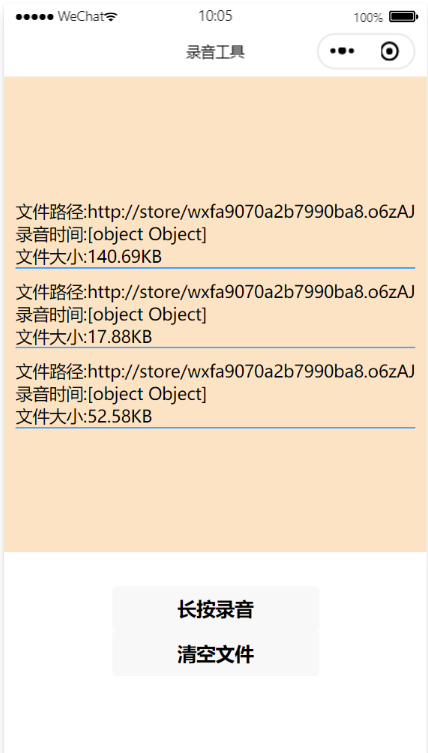 WeChat 10:05 100%
录音工具
文件路径:http://store/wxfa9070a2b7990ba8.o6zAJ
录音时间:[object Object]
文件大小:140.69KB
文件路径:http://store/wxfa9070a2b7990ba8.o6zAJ
录音时间:[object Object]
文件大小:17.88KB
文件路径:http://store/wxfa9070a2b7990ba8.o6zAJ
录音时间:[object Object]
文件大小:52.58KB
长按录音
清空文件